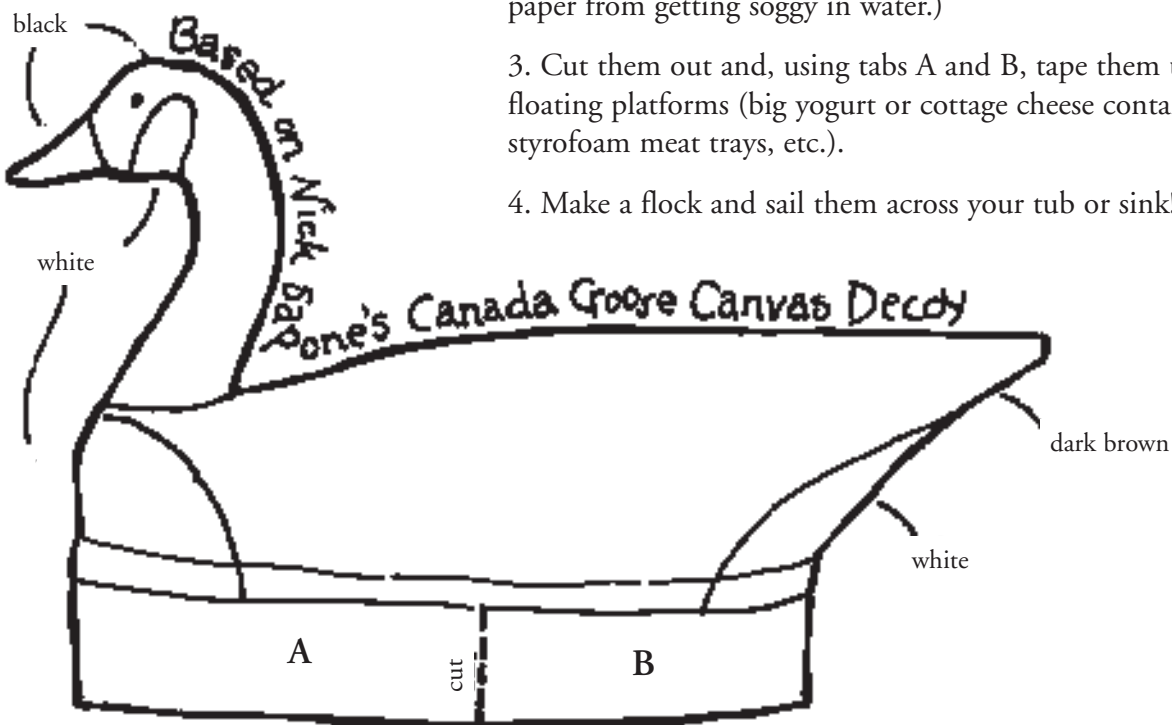 paper from getting soggy in water.)
3. Cut them out and, using tabs A and B, tape them t
floating platforms (big yogurt or cottage cheese conta
styrofoam meat trays, etc.).
4. Make a flock and sail them across your tub or sink!
black
Based on Nick Sapone's Canada Goose Canvas Decoy
white
dark brown
white
A
cut
B